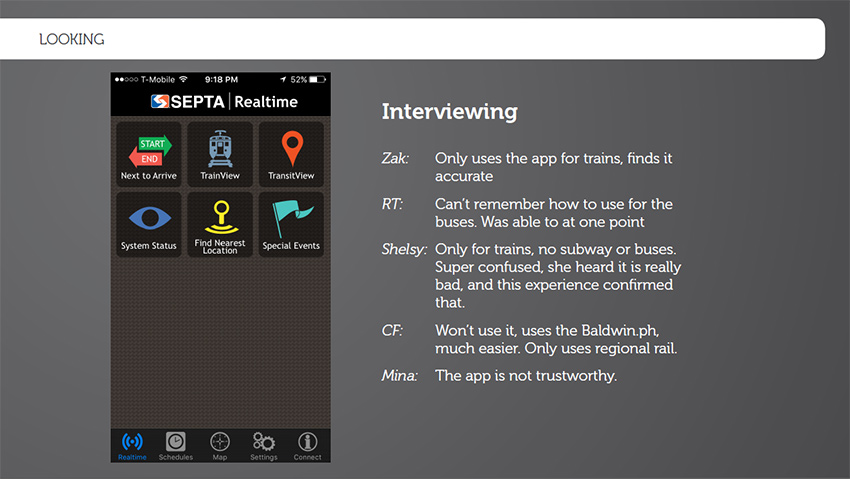 LOOKING
T-Mobile 9:18 PM 52%
SEPTA | Realtime
START
END
Next to Arrive
TrainView
TransitView
System Status
Find Nearest
Location
Special Events
Realtime
Schedules
Map
Settings
Connect
Interviewing
Zak: Only uses the app for trains, finds it
accurate
RT: Can't remember how to use for the
buses. Was able to at one point
Shelsy: Only for trains, no subway or buses.
Super confused, she heard it is really
bad, and this experience confirmed
that.
CF: Won't use it, uses the Baldwin.ph,
much easier. Only uses regional rail.
Mina: The app is not trustworthy.